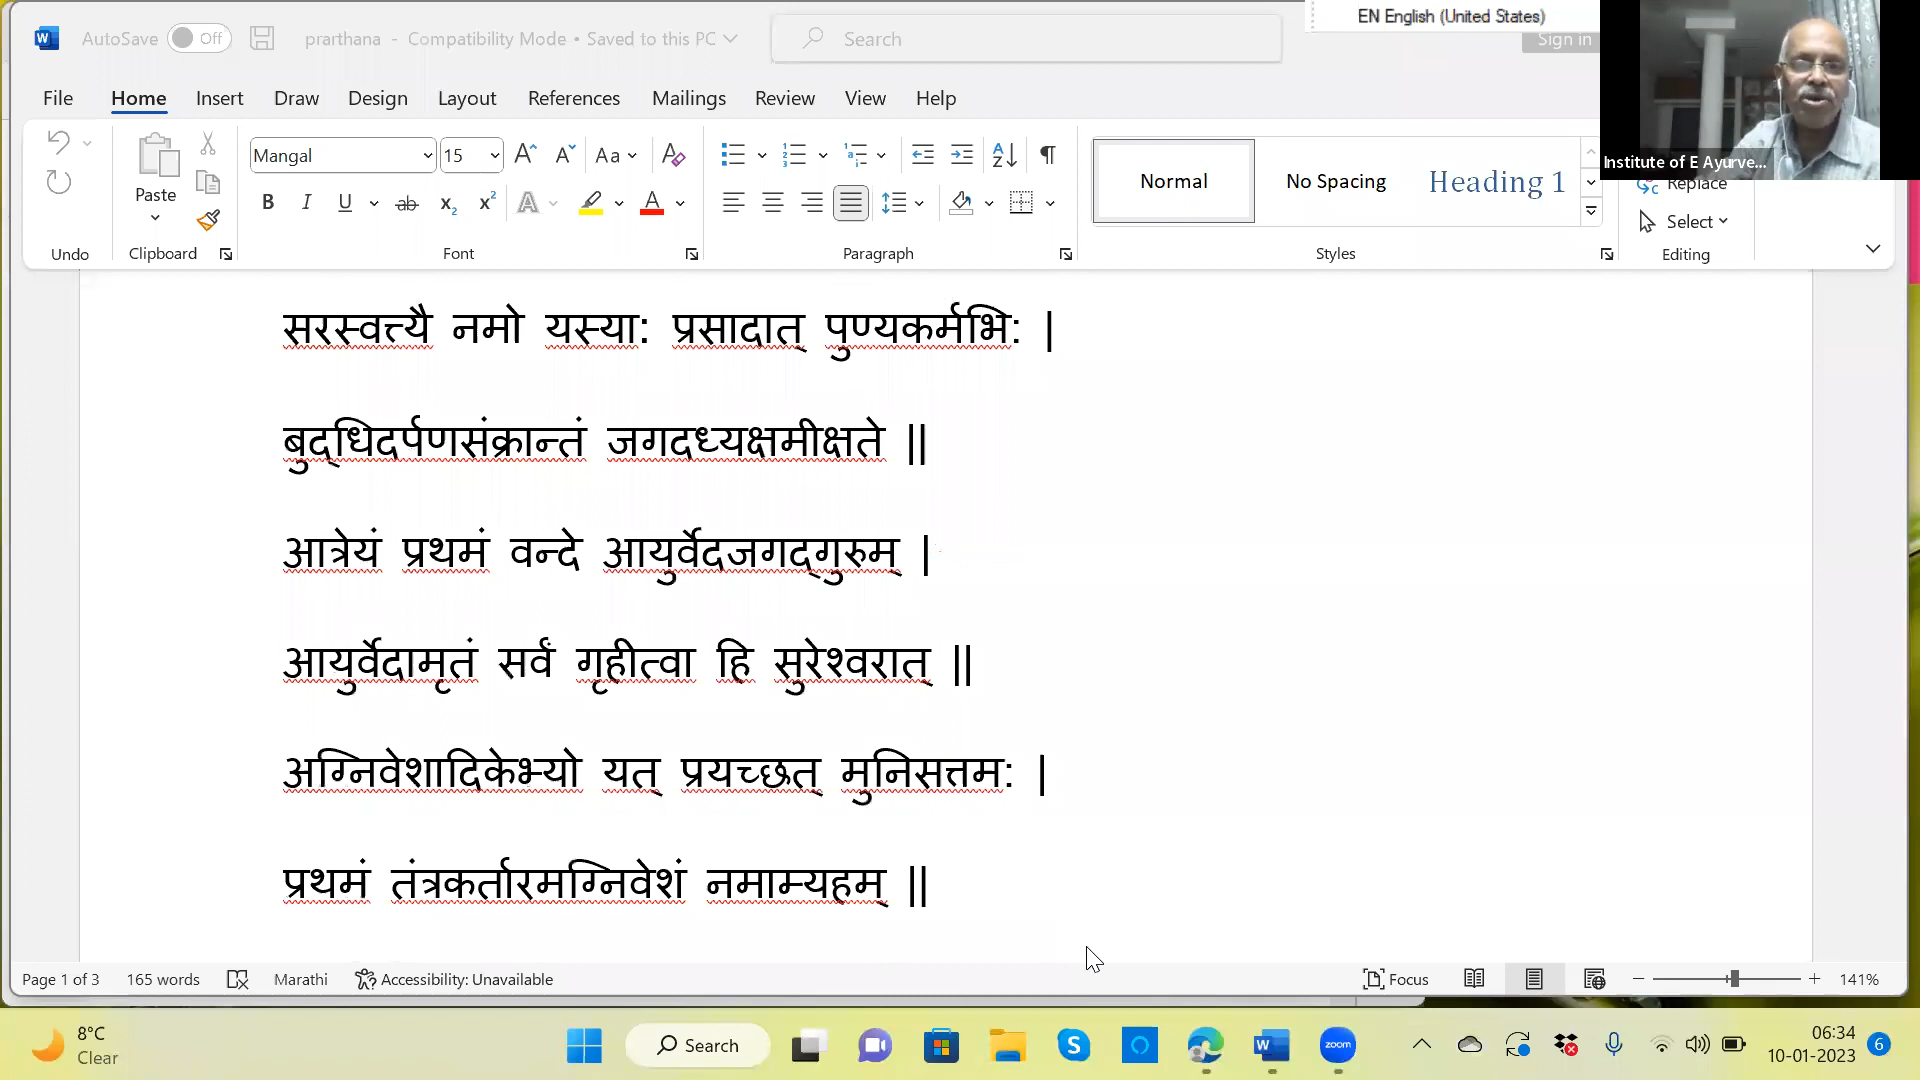 EN English (United States)
AutoSave Off prarthana - Compatibility Mode • Saved to this PC Search Sign in
File Home Insert Draw Design Layout References Mailings Review View Help
Institute of E Ayurve...
Mangal 15
Paste
Normal No Spacing Heading 1
Replace
Select
Undo Clipboard Font Paragraph Styles Editing
सरस्वत्त्यै नमो यस्या: प्रसादात् पुण्यकर्मभि: |
बुद्धिदर्पणसंक्रान्तं जगदध्यक्षमीक्षते ||
आत्रेयं प्रथमं वन्दे आयुर्वेदजगद्गुरुम् |
आयुर्वेदामृतं सर्वं गृहीत्वा हि सुरेश्वरात् ||
अग्निवेशादिकेभ्यो यत् प्रयच्छत् मुनिसत्तम: |
प्रथमं तंत्रकर्तारमग्निवेशं नमाम्यहम् ||
Page 1 of 3 165 words Marathi Accessibility: Unavailable Focus 141%
8°C
Clear
Search
zoom
06:34
10-01-2023
6